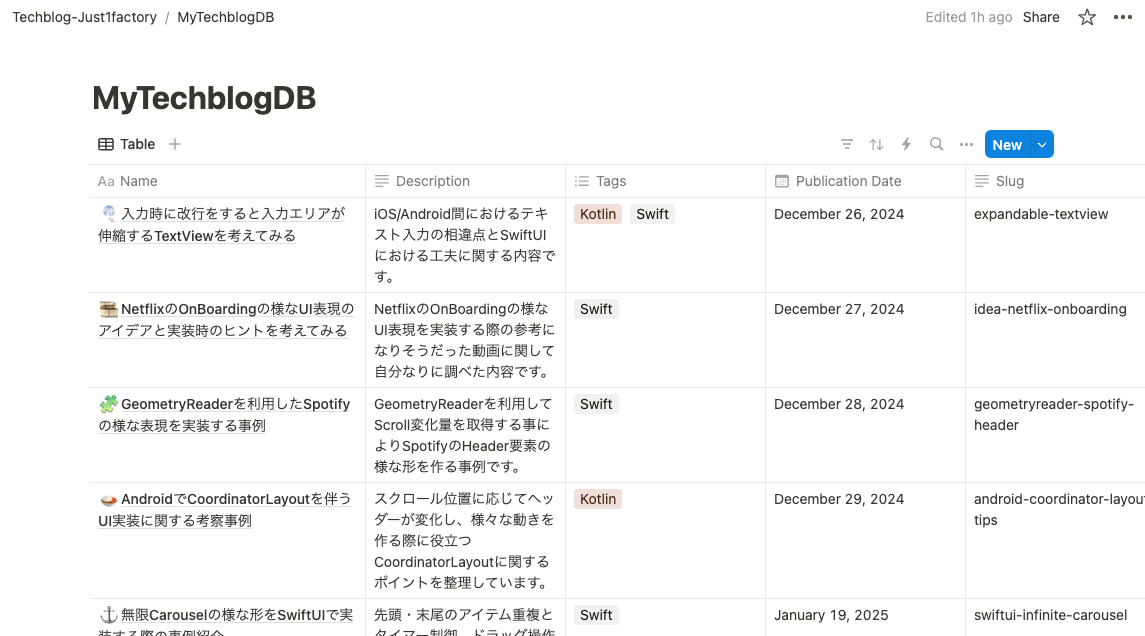 Techblog-Just1factory / MyTechblogDB Edited 1h ago Share
MyTechblogDB
Table New
Aa Name Description Tags Publication Date Slug
入力時に改行をすると入力エリアが
伸縮するTextViewを考えてみる
iOS/Android間におけるテキ
スト入力の相違点とSwiftUI
における工夫に関する内容で
す。
Kotlin Swift
December 26, 2024
expandable-textview
NetflixのOnBoardingの様なUI表現の
アイデアと実装時のヒントを考えてみる
NetflixのOnBoardingの様な
UI表現を実装する際の参考に
なりそうだった動画に関して
自分なりに調べた内容です。
Swift
December 27, 2024
idea-netflix-onboarding
GeometryReaderを利用したSpotify
の様な表現を実装する事例
GeometryReaderを利用して
Scroll変化量を取得する事に
よりSpotifyのHeader要素の
様な形を作る事例です。
Swift
December 28, 2024
geometryreader-spotify-
header
AndroidでCoordinatorLayoutを伴う
UI実装に関する考察事例
スクロール位置に応じてヘッ
ダーが変化し、様々な動きを
作る際に役立つ
CoordinatorLayoutに関する
ポイントを整理しています。
Kotlin
December 29, 2024
android-coordinator-layou
tips
無限Carouselの様な形をSwiftUIで実
装する際の事例紹介
先頭・末尾のアイテム重複と
タイマー制御、ドラッグ操作
Swift
January 19, 2025
swiftui-infinite-carousel